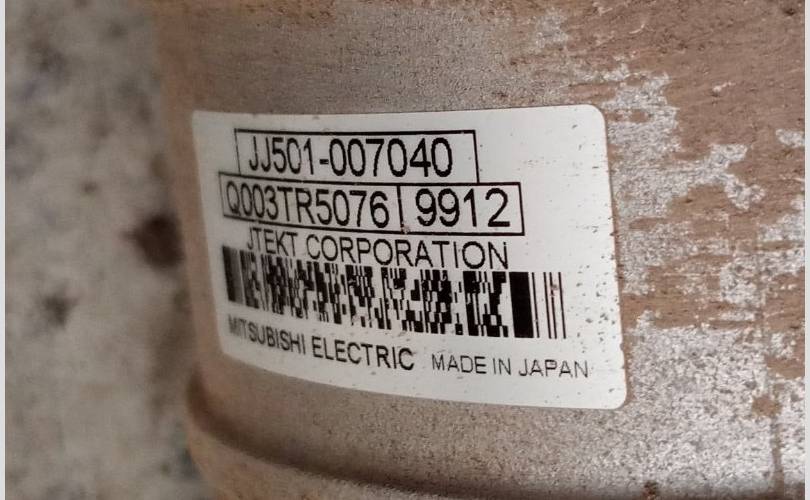 JJ501-007040
Q003TR5076 9912
JTEKT CORPORATION
MITSUBISHI ELECTRIC MADE IN JAPAN